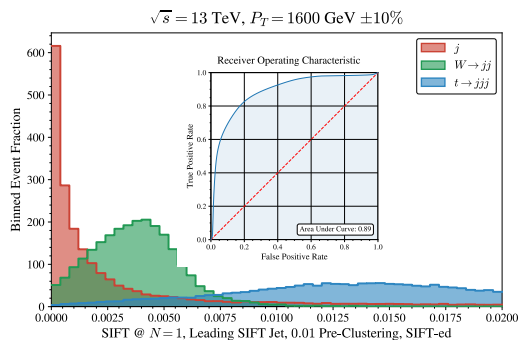 √s = 13 TeV, P_T = 1600 GeV ±10%
600
500
400
300
200
100
0
Binned Event Fraction
j
W → jj
t → jjj
Receiver Operating Characteristic
1.0
0.8
0.6
0.4
0.2
0.0
True Positive Rate
0.0 0.2 0.4 0.6 0.8 1.0
False Positive Rate
Area Under Curve: 0.89
0.0000 0.0025 0.0050 0.0075 0.0100 0.0125 0.0150 0.0175 0.0200
SIFT @ N = 1, Leading SIFT Jet, 0.01 Pre-Clustering, SIFT-ed